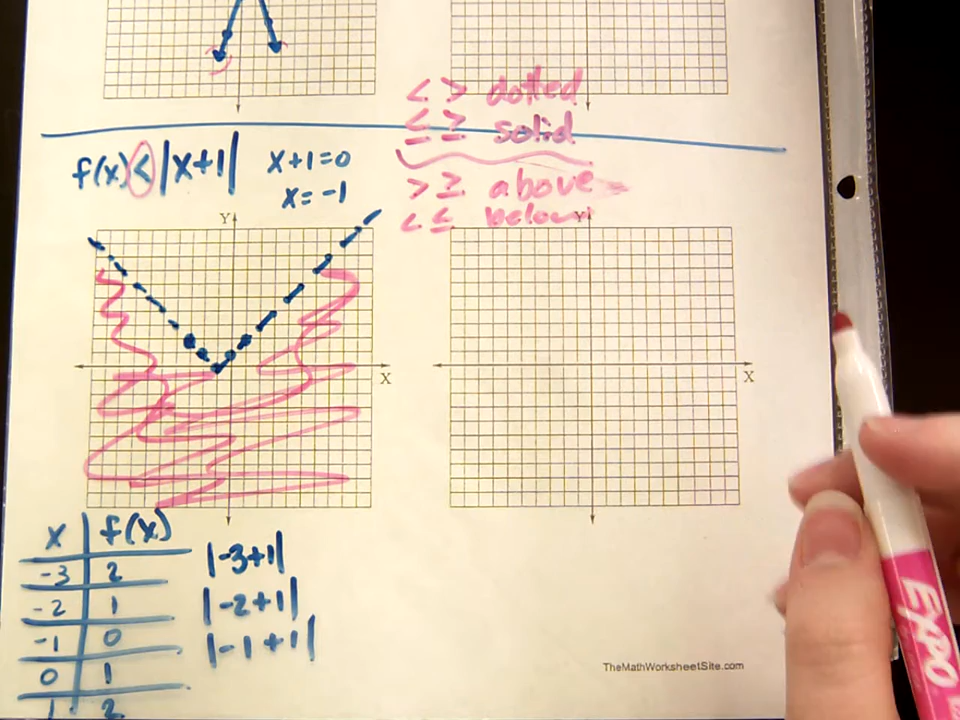 < > dotted
≤ ≥ solid
> ≥ above
< ≤ below
f(x) < |x+1|
x+1=0
x = -1
Y
X
Y
X
x f(x)
-3 2
-2 1
-1 0
0 1
1 2
|-3+1|
|-2+1|
|-1+1|
TheMathWorksheetSite.com
EXPO